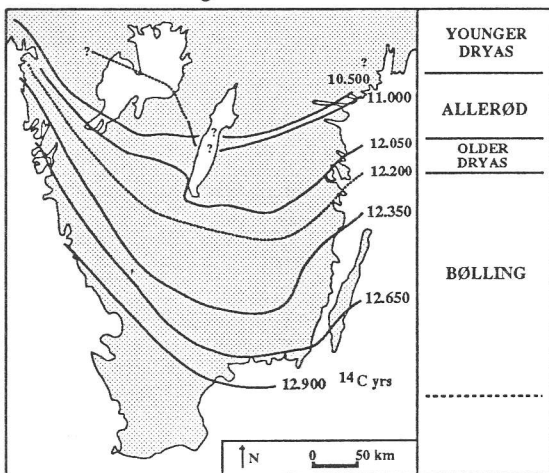 YOUNGER
DRYAS
?
?
10.500
11.000
ALLERØD
?
?
12.050
OLDER
DRYAS
12.200
12.350
BØLLING
12.650
12.900
14C yrs
N
0
50 km